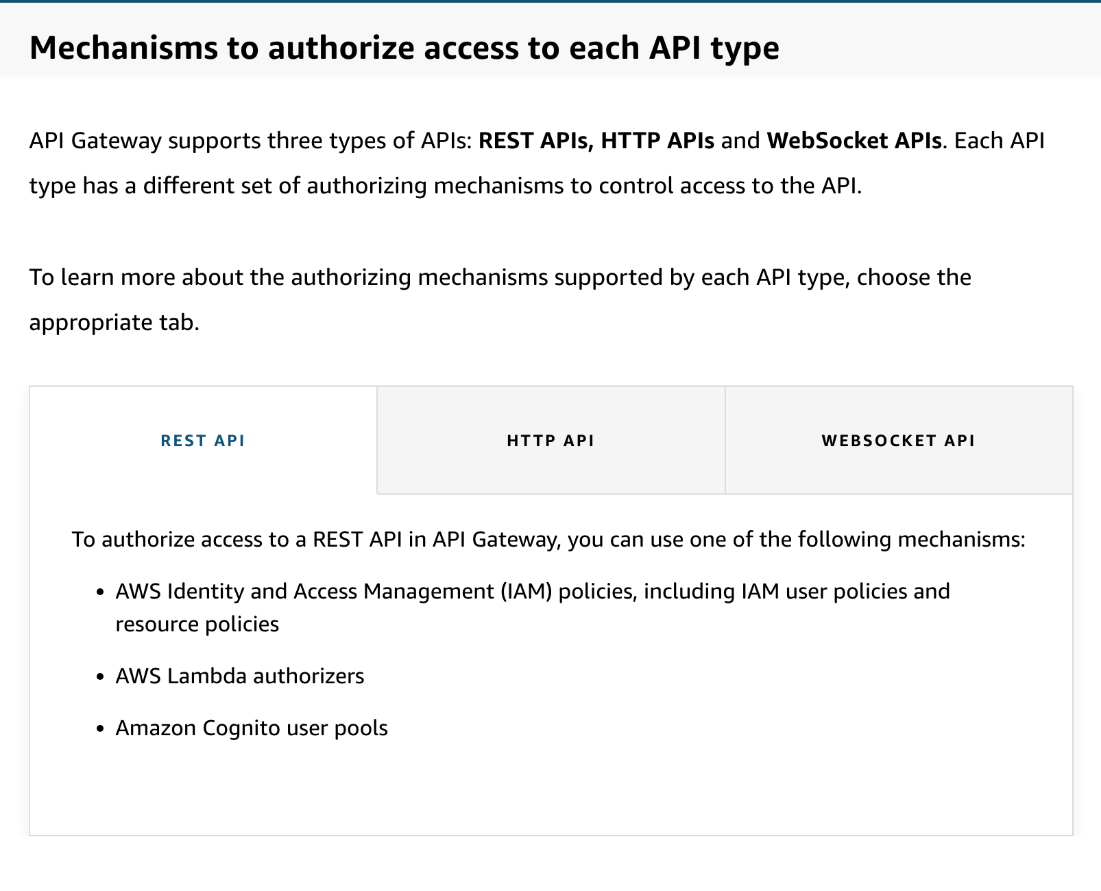 Mechanisms to authorize access to each API type
API Gateway supports three types of APIs: REST APIs, HTTP APIs and WebSocket APIs. Each API
type has a different set of authorizing mechanisms to control access to the API.
To learn more about the authorizing mechanisms supported by each API type, choose the
appropriate tab.
REST API
HTTP API
WEBSOCKET API
To authorize access to a REST API in API Gateway, you can use one of the following mechanisms:
• AWS Identity and Access Management (IAM) policies, including IAM user policies and
resource policies
• AWS Lambda authorizers
• Amazon Cognito user pools